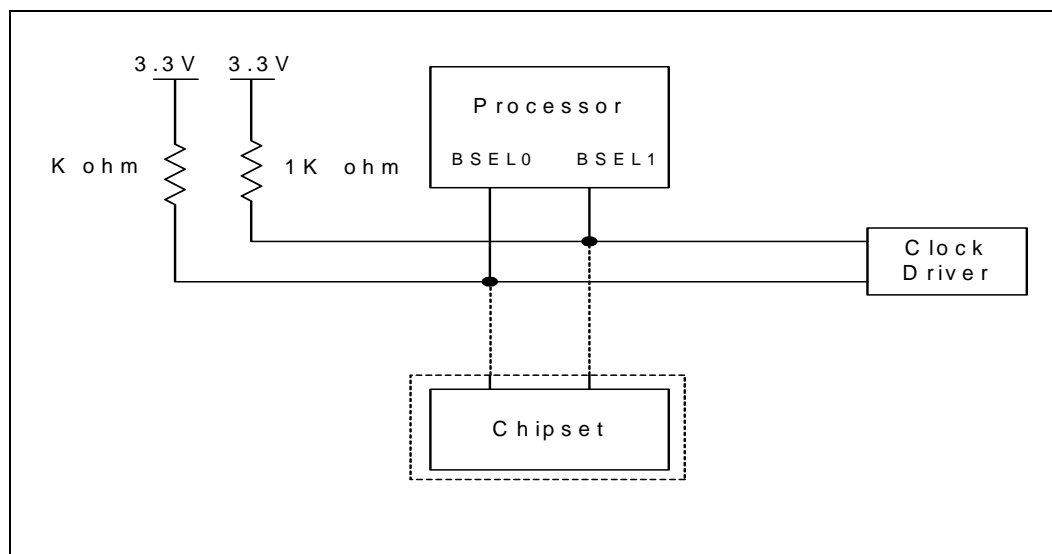 3.3V 3.3V
Processor
BSEL0 BSEL1
K ohm 1K ohm
Clock
Driver
Chipset